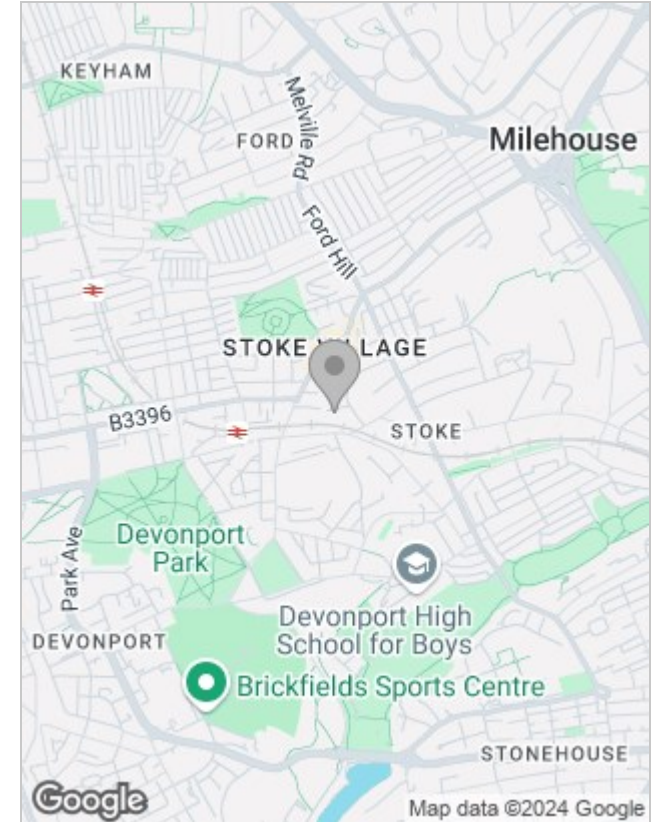 KEYHAM
Melville Rd
FORD
Milehouse
Ford Hill
STOKE VILLAGE
B3396
STOKE
Devonport
Park
Park Ave
Devonport High
School for Boys
DEVONPORT
Brickfields Sports Centre
STONEHOUSE
Google
Map data ©2024 Google